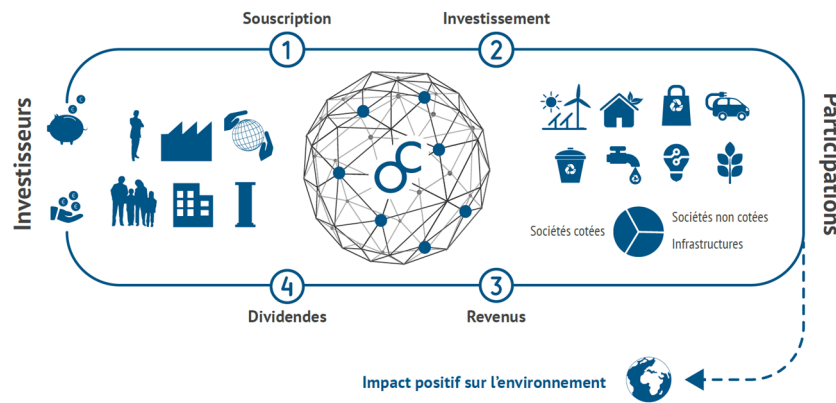 Souscription
Investissement
1
2
Investisseurs
Participations
OC
Sociétés cotées
Sociétés non cotées
Infrastructures
4
3
Dividendes
Revenus
Impact positif sur l'environnement